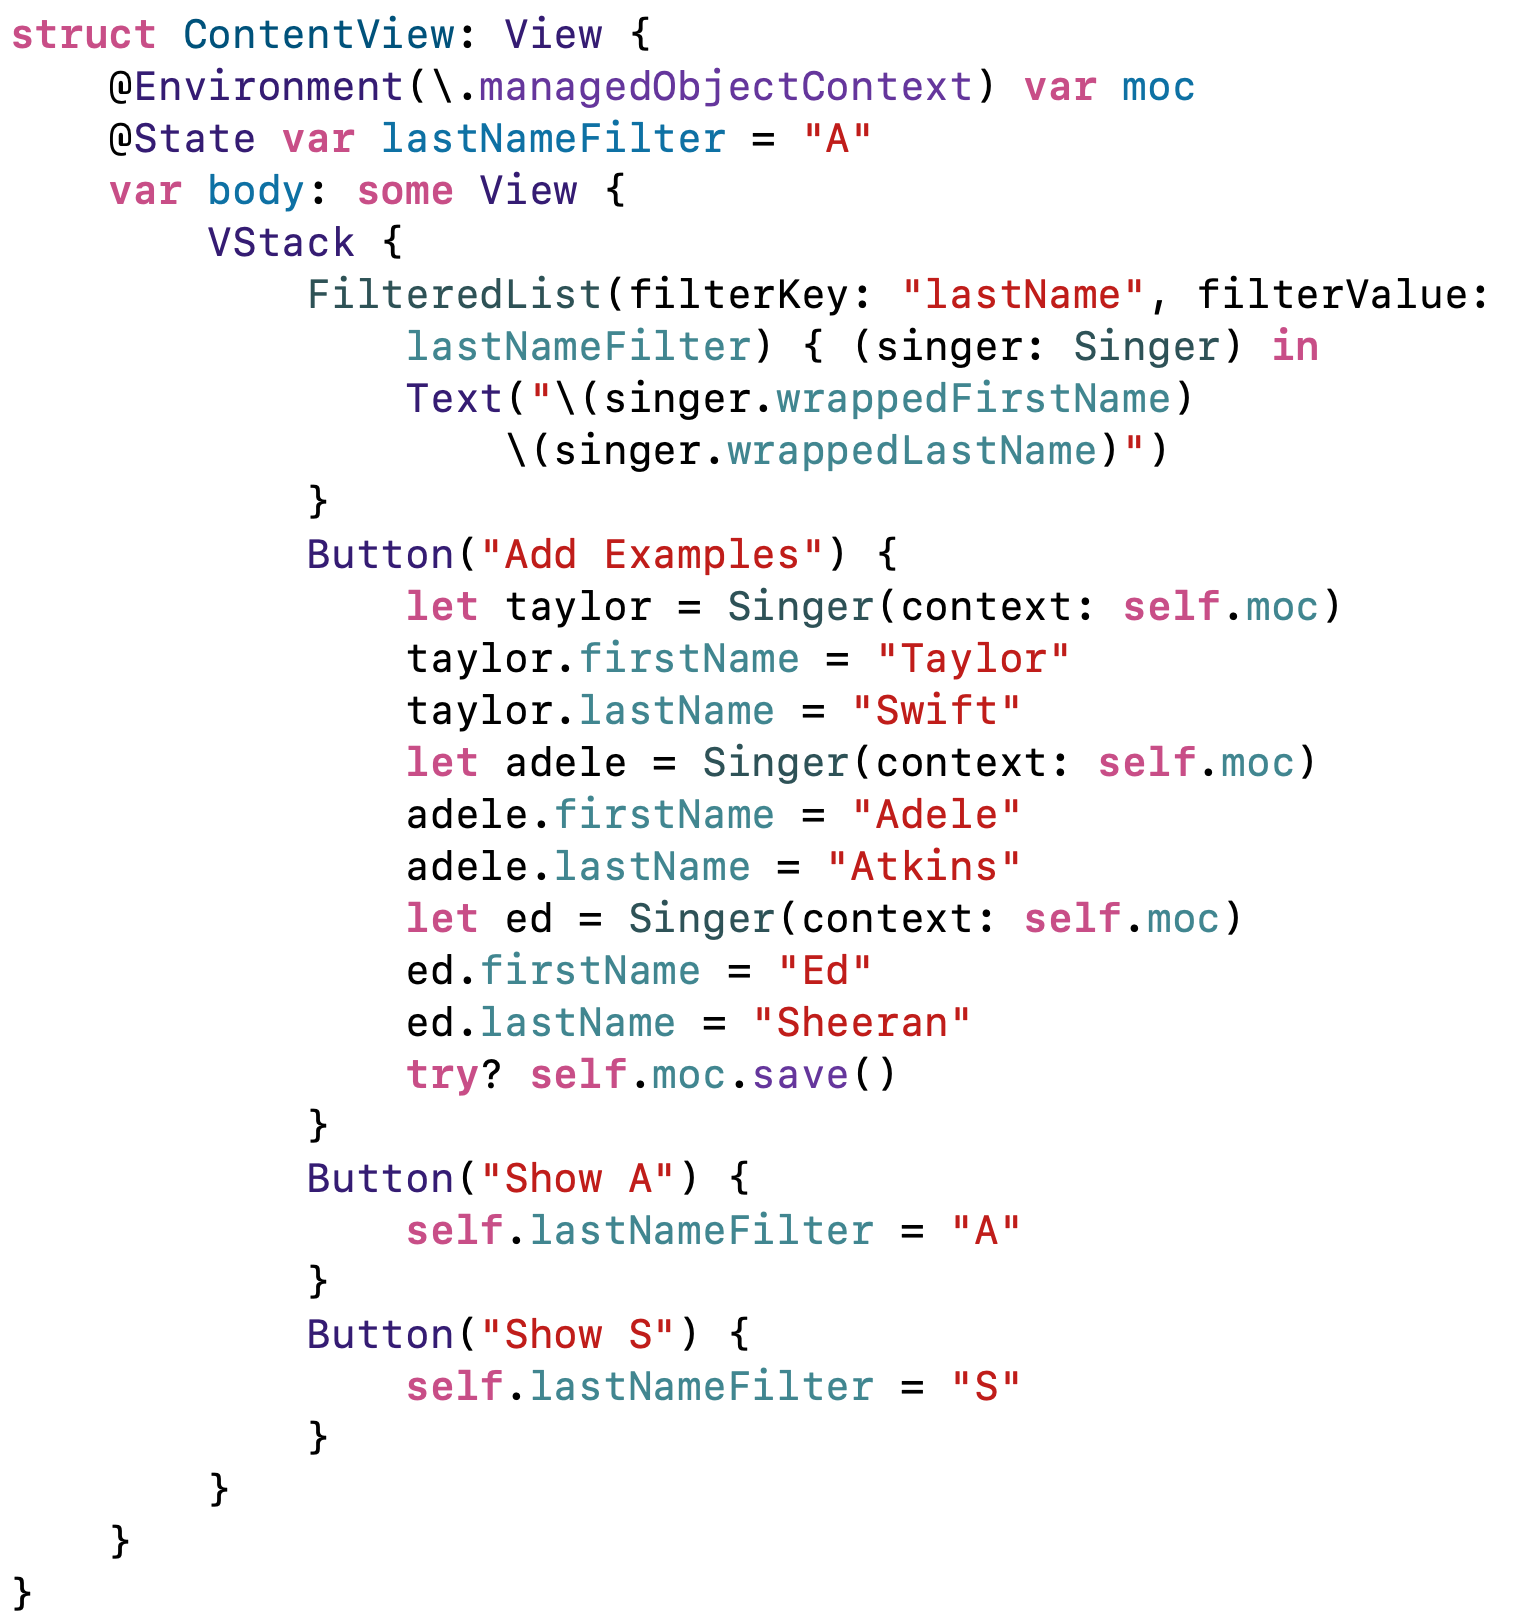 struct ContentView: View {
    @Environment(\.managedObjectContext) var moc
    @State var lastNameFilter = "A"
    var body: some View {
        VStack {
            FilteredList(filterKey: "lastName", filterValue:
                lastNameFilter) { (singer: Singer) in
                Text("\(singer.wrappedFirstName)
                    \(singer.wrappedLastName)")
            }
            Button("Add Examples") {
                let taylor = Singer(context: self.moc)
                taylor.firstName = "Taylor"
                taylor.lastName = "Swift"
                let adele = Singer(context: self.moc)
                adele.firstName = "Adele"
                adele.lastName = "Atkins"
                let ed = Singer(context: self.moc)
                ed.firstName = "Ed"
                ed.lastName = "Sheeran"
                try? self.moc.save()
            }
            Button("Show A") {
                self.lastNameFilter = "A"
            }
            Button("Show S") {
                self.lastNameFilter = "S"
            }
        }
    }
}